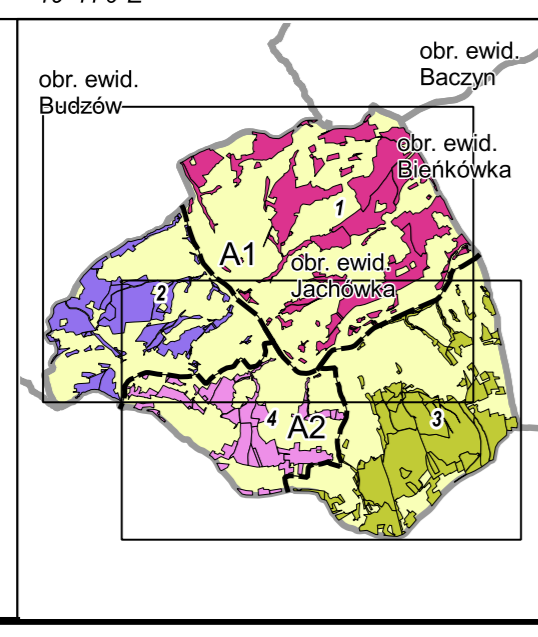 obr. ewid.
Baczyn
obr. ewid.
Budzów
obr. ewid.
Bieńkówka
1
A1
obr. ewid.
Jachówka
2
3
4
A2